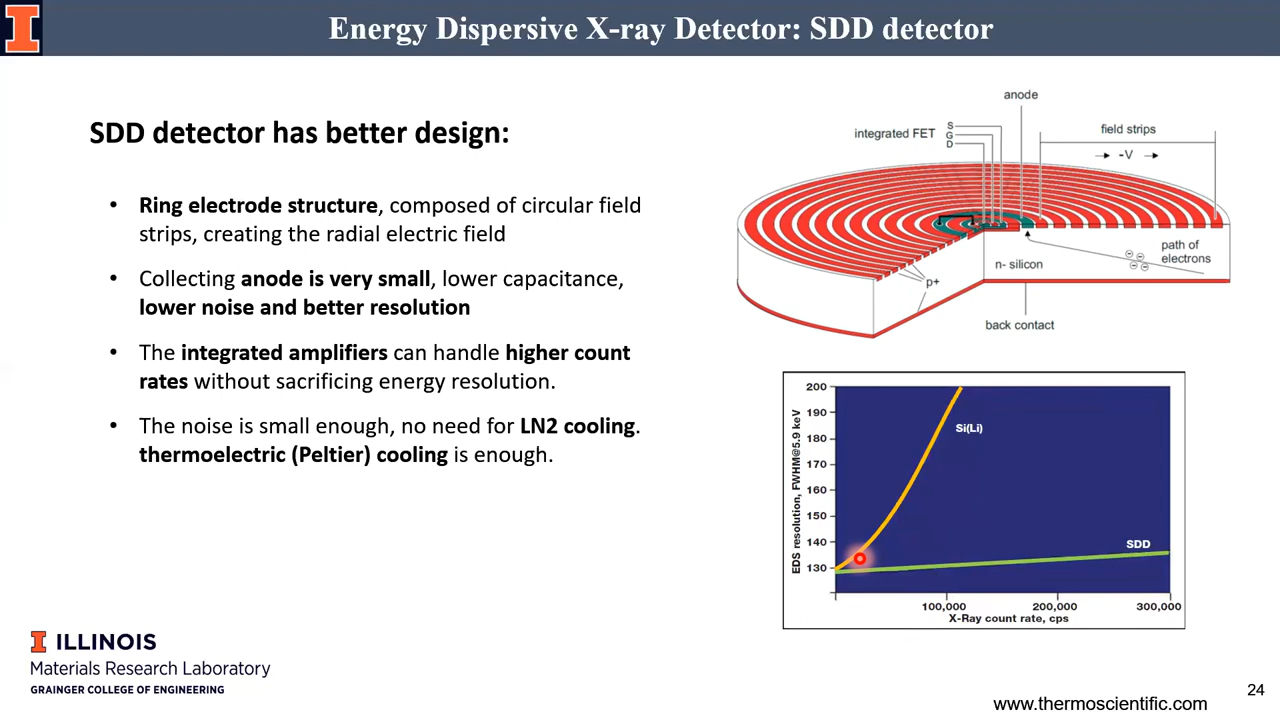 Energy Dispersive X-ray Detector: SDD detector
SDD detector has better design:
• Ring electrode structure, composed of circular field
strips, creating the radial electric field
• Collecting anode is very small, lower capacitance,
lower noise and better resolution
• The integrated amplifiers can handle higher count
rates without sacrificing energy resolution.
• The noise is small enough, no need for LN2 cooling.
thermoelectric (Peltier) cooling is enough.
anode
integrated FET
S
G
D
field strips
-V
path of
electrons
n- silicon
p+
back contact
EDS resolution, FWHM@5.9 keV
200
190
180
170
160
150
140
130
Si(Li)
SDD
100,000
200,000
300,000
X-Ray count rate, cps
I ILLINOIS
Materials Research Laboratory
GRAINGER COLLEGE OF ENGINEERING
24
www.thermoscientific.com